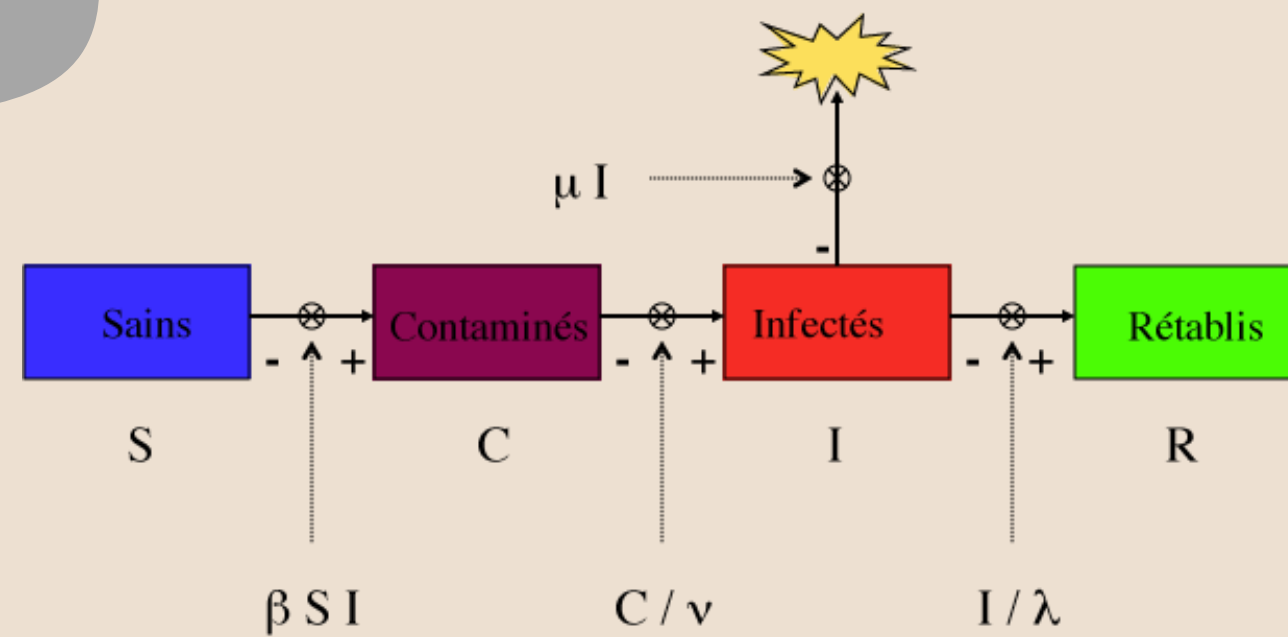 μ I
-
Sains
Contaminés
Infectés
Rétablis
- + - + - +
S C I R
β S I C / ν I / λ